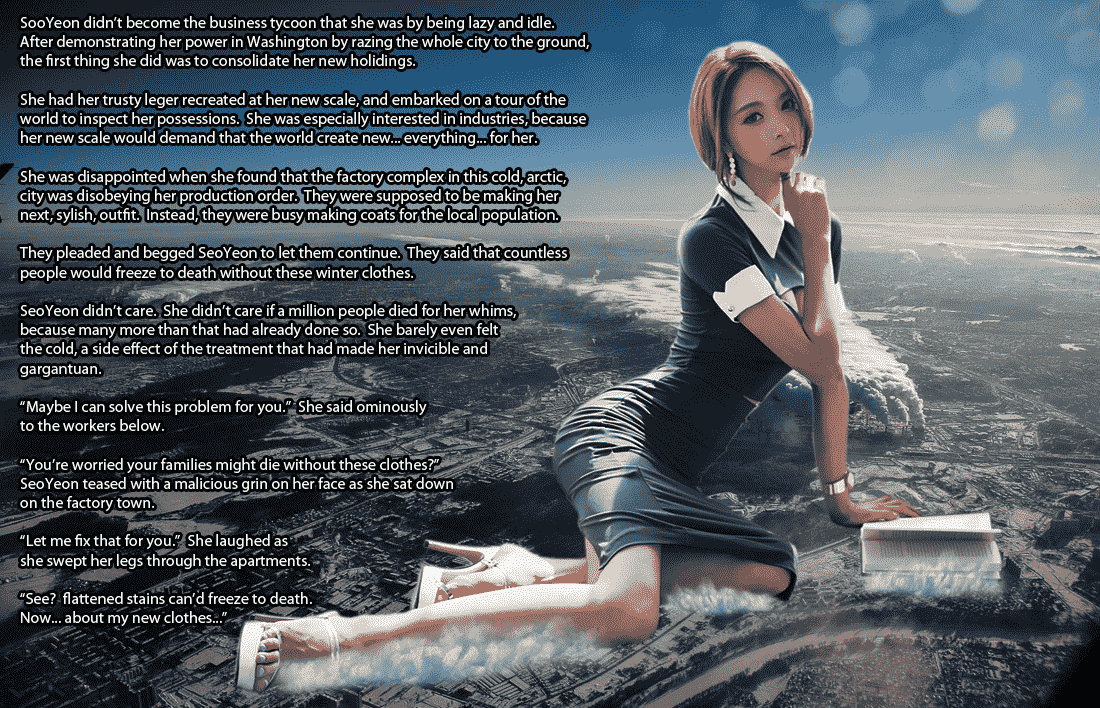 SooYeon didn't become the business tycoon that she was by being lazy and idle.
After demonstrating her power in Washington by razing the whole city to the ground,
the first thing she did was to consolidate her new holidings.
She had her trusty leger recreated at her new scale, and embarked on a tour of the
world to inspect her possessions.  She was especially interested in industries, because
her new scale would demand that the world create new... everything... for her.
She was disappointed when she found that the factory complex in this cold, arctic,
city was disobeying her production order.  They were supposed to be making her
next, sylish, outfit.  Instead, they were busy making coats for the local population.
They pleaded and begged SeoYeon to let them continue.  They said that countless
people would freeze to death without these winter clothes.
SeoYeon didn't care.  She didn't care if a million people died for her whims,
because many more than that had already done so.  She barely even felt
the cold, a side effect of the treatment that had made her invicible and
gargantuan.
“Maybe I can solve this problem for you.”  She said ominously
to the workers below.
“You're worried your families might die without these clothes?”
SeoYeon teased with a malicious grin on her face as she sat down
on the factory town.
“Let me fix that for you.”  She laughed as
she swept her legs through the apartments.
“See?  flattened stains can'd freeze to death.
Now... about my new clothes...”